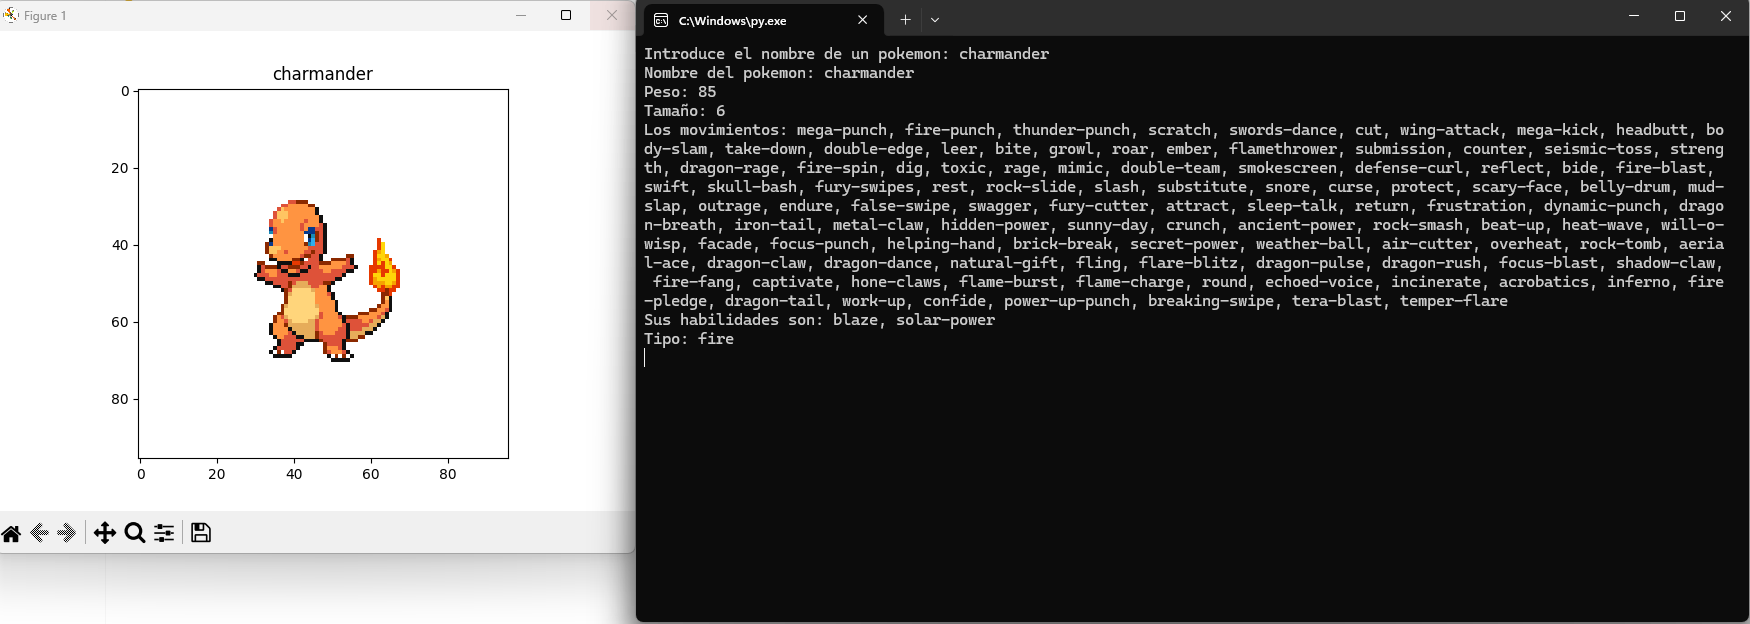 Figure 1
charmander
0
20
40
60
80
0 20 40 60 80
C:\Windows\py.exe
Introduce el nombre de un pokemon: charmander
Nombre del pokemon: charmander
Peso: 85
Tamaño: 6
Los movimientos: mega-punch, fire-punch, thunder-punch, scratch, swords-dance, cut, wing-attack, mega-kick, headbutt, bo
dy-slam, take-down, double-edge, leer, bite, growl, roar, ember, flamethrower, submission, counter, seismic-toss, streng
th, dragon-rage, fire-spin, dig, toxic, rage, mimic, double-team, smokescreen, defense-curl, reflect, bide, fire-blast,
swift, skull-bash, fury-swipes, rest, rock-slide, slash, substitute, snore, curse, protect, scary-face, belly-drum, mud-
slap, outrage, endure, false-swipe, swagger, fury-cutter, attract, sleep-talk, return, frustration, dynamic-punch, drago
n-breath, iron-tail, metal-claw, hidden-power, sunny-day, crunch, ancient-power, rock-smash, beat-up, heat-wave, will-o-
wisp, facade, focus-punch, helping-hand, brick-break, secret-power, weather-ball, air-cutter, overheat, rock-tomb, aeria
l-ace, dragon-claw, dragon-dance, natural-gift, fling, flare-blitz, dragon-pulse, dragon-rush, focus-blast, shadow-claw,
fire-fang, captivate, hone-claws, flame-burst, flame-charge, round, echoed-voice, incinerate, acrobatics, inferno, fire
-pledge, dragon-tail, work-up, confide, power-up-punch, breaking-swipe, tera-blast, temper-flare
Sus habilidades son: blaze, solar-power
Tipo: fire